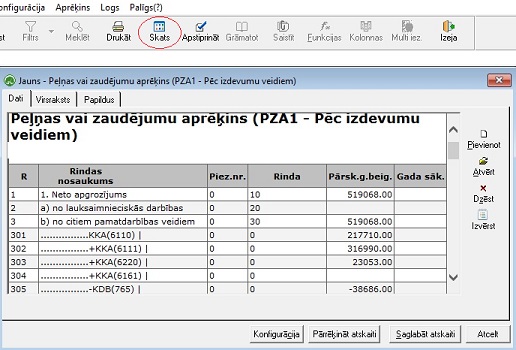 onfigurācija Aprēķins Logs Palīgs(?)
st Filtrs Meklēt Drukāt Skats Apstiprināt Grāmatot Saistīt Funkcijas Kolonnas Multi iez. Izeja
Jauns - Peļņas vai zaudējumu aprēķins (PZA1 - Pēc izdevumu veidiem)
Dati Virsraksts Papildus
Peļņas vai zaudējumu aprēķins (PZA1 - Pēc izdevumu
veidiem)
R Rindas nosaukums Piez.nr. Rinda Pārsk.g.beig. Gada sāk.
1 1. Neto apgrozījums 0 10 519068.00
2 a) no lauksaimnieciskās darbības 0 20
3 b) no citiem pamatdarbības veidiem 0 30 519068.00
301 ...............KKA(6110) | 0 0 217710.00
302 ...............+KKA(6111) | 0 0 316990.00
303 ...............+KKA(6220) | 0 0 23053.00
304 ...............+KKA(6161) | 0 0
305 ...............-KDB(765) | 0 0 -38686.00
Pievienot
Atvērt
Dzēst
Izvērst
Konfigurācija Pārrēķināt atskaiti Saglabāt atskaiti Atcelt